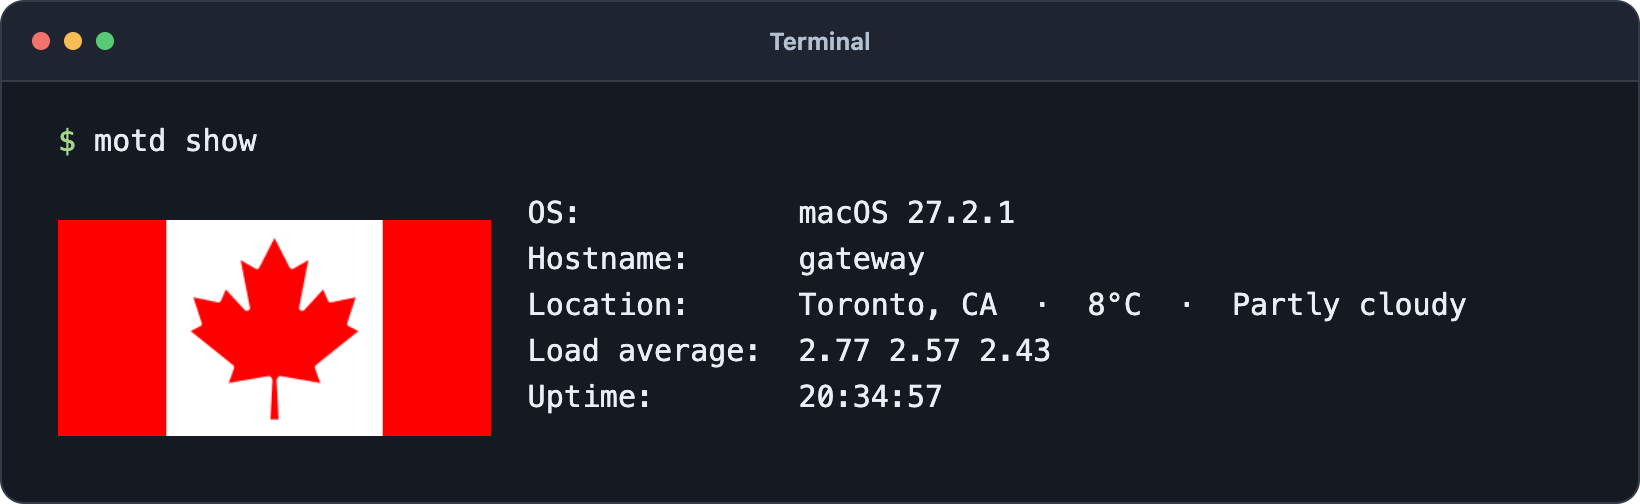 Terminal
$ motd show
OS: macOS 27.2.1
Hostname: gateway
Location: Toronto, CA · 8°C · Partly cloudy
Load average: 2.77 2.57 2.43
Uptime: 20:34:57